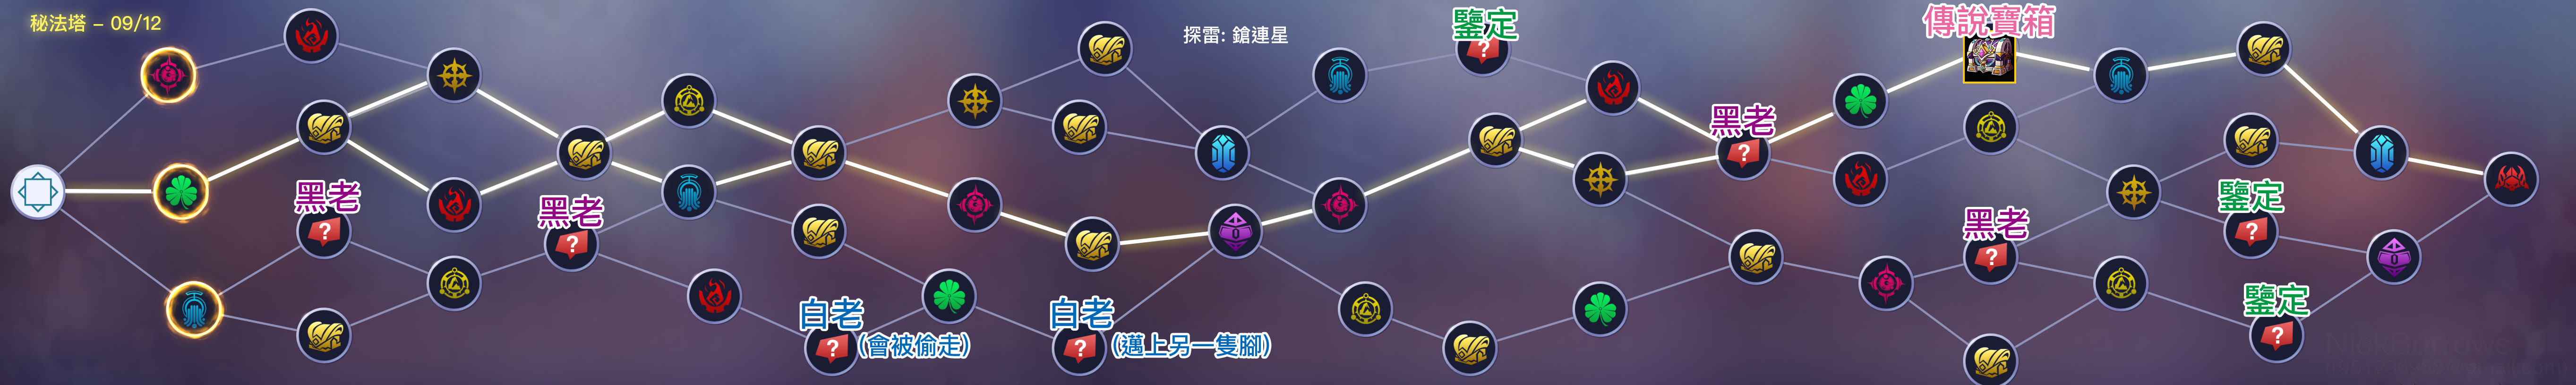 秘法塔 – 09/12
探雷: 鎗連星
鑒定
傳說寶箱
黑老
黑老
黑老
黑老
鑒定
鑒定
白老
(會被偷走)
白老
(邁上另一隻腳)